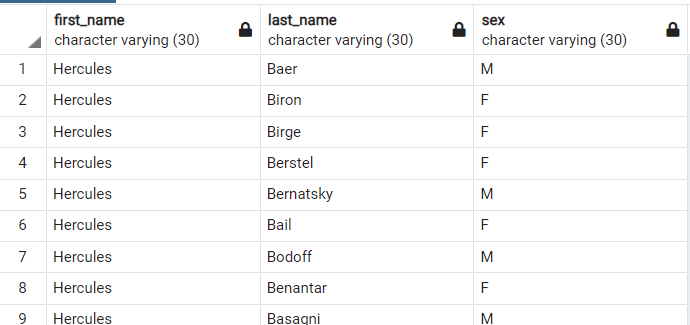 first_name last_name sex
character varying (30) character varying (30) character varying (30)
1 Hercules Baer M
2 Hercules Biron F
3 Hercules Birge F
4 Hercules Berstel F
5 Hercules Bernatsky M
6 Hercules Bail F
7 Hercules Bodoff M
8 Hercules Benantar F
9 Hercules Basagni M